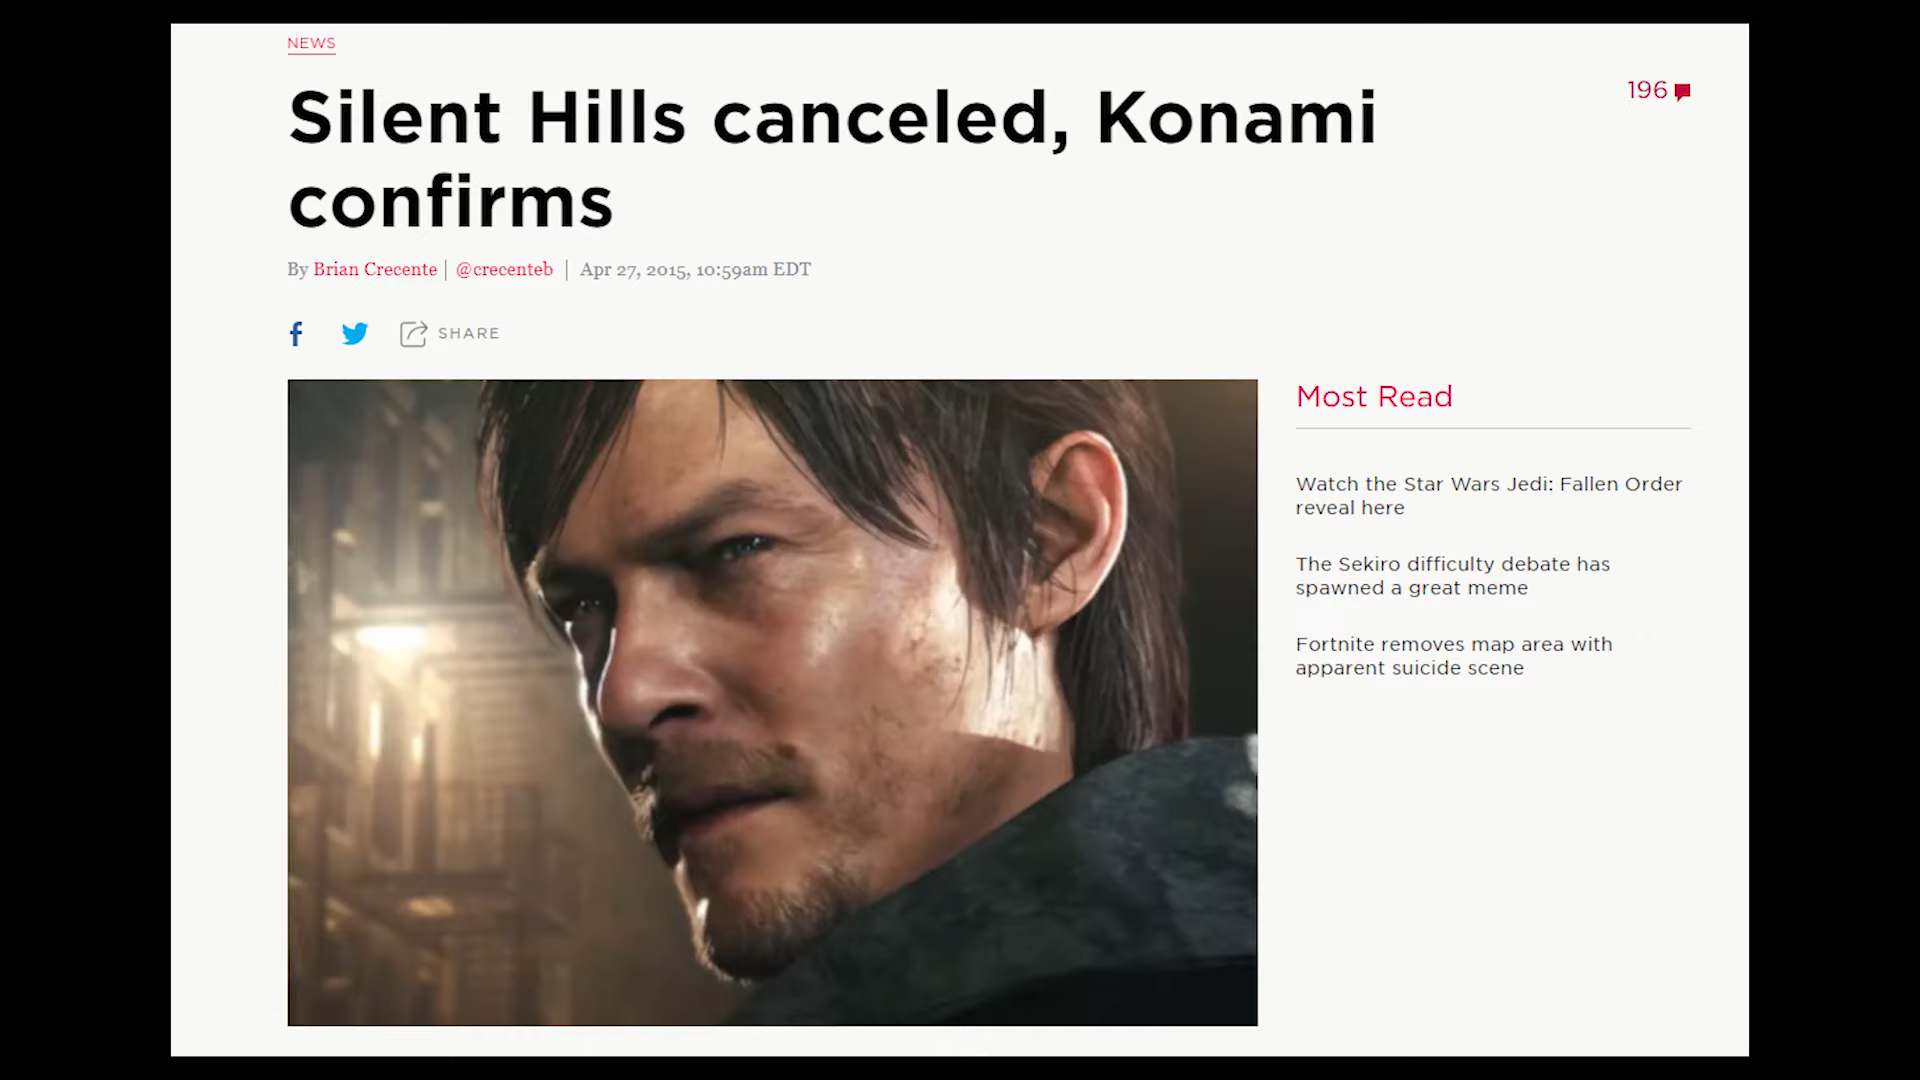 NEWS
Silent Hills canceled, Konami
confirms
196
By Brian Crecente | @crecenteb | Apr 27, 2015, 10:59am EDT
SHARE
Most Read
Watch the Star Wars Jedi: Fallen Order
reveal here
The Sekiro difficulty debate has
spawned a great meme
Fortnite removes map area with
apparent suicide scene